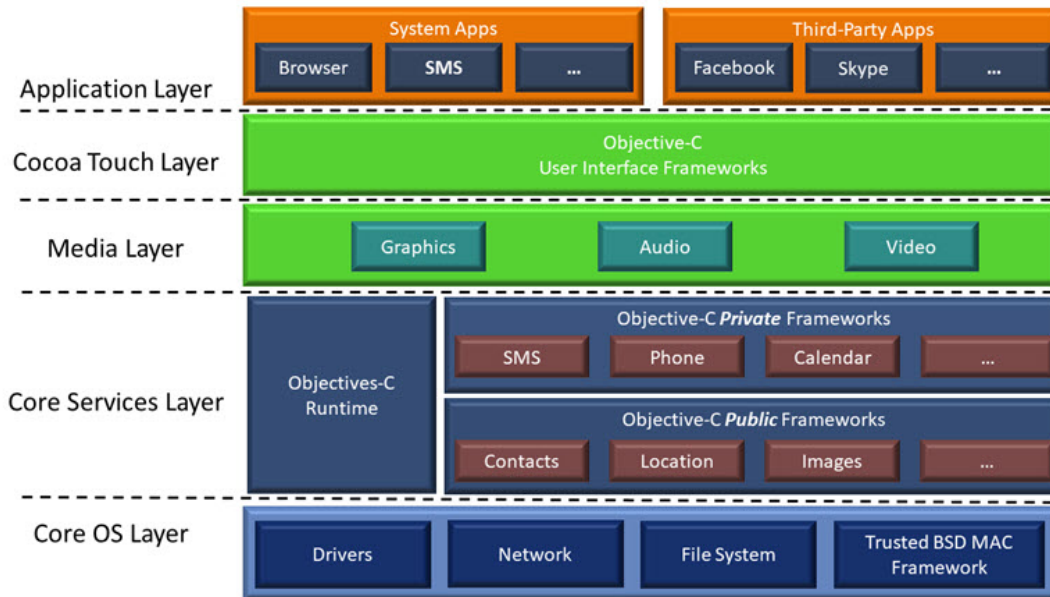 System Apps
Third-Party Apps
Browser
SMS
...
Facebook
Skype
...
Application Layer
Cocoa Touch Layer
Objective-C
User Interface Frameworks
Media Layer
Graphics
Audio
Video
Core Services Layer
Objectives-C
Runtime
Objective-C Private Frameworks
SMS
Phone
Calendar
...
Objective-C Public Frameworks
Contacts
Location
Images
...
Core OS Layer
Drivers
Network
File System
Trusted BSD MAC
Framework